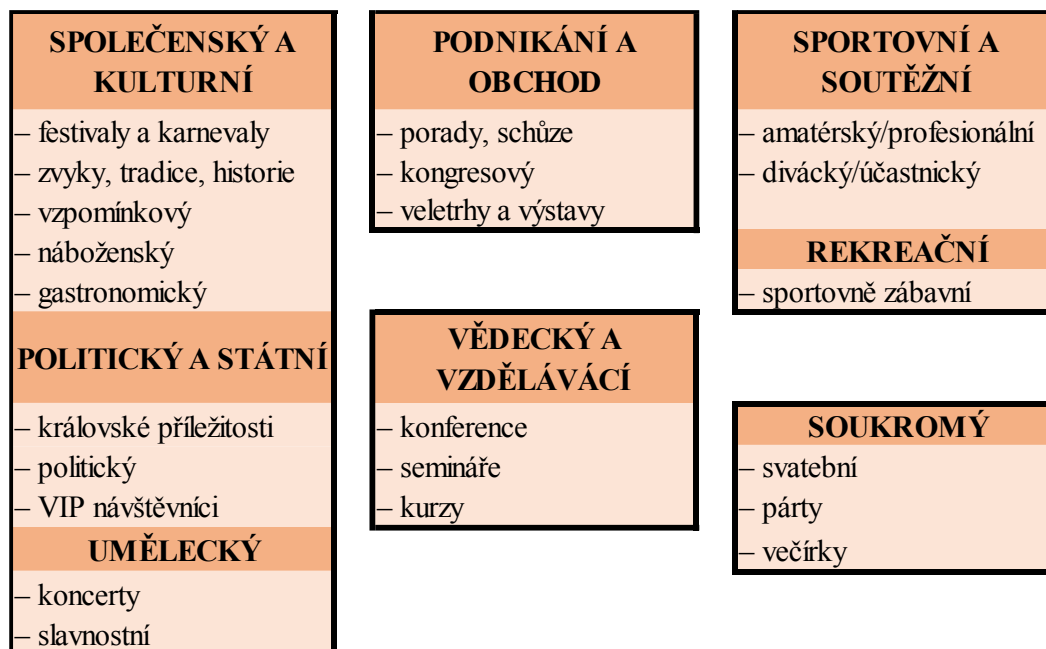 SPOLEČENSKÝ A
KULTURNÍ
– festivaly a karnevaly
– zvyky, tradice, historie
– vzpomínkový
– náboženský
– gastronomický
POLITICKÝ A STÁTNÍ
– královské příležitosti
– politický
– VIP návštěvníci
UMĚLECKÝ
– koncerty
– slavnostní
PODNIKÁNÍ A
OBCHOD
– porady, schůze
– kongresový
– veletrhy a výstavy
VĚDECKÝ A
VZDĚLÁVÁCÍ
– konference
– semináře
– kurzy
SPORTOVNÍ A
SOUTĚŽNÍ
– amatérský/profesionální
– divácký/účastnický
REKREAČNÍ
– sportovně zábavní
SOUKROMÝ
– svatební
– párty
– večírky